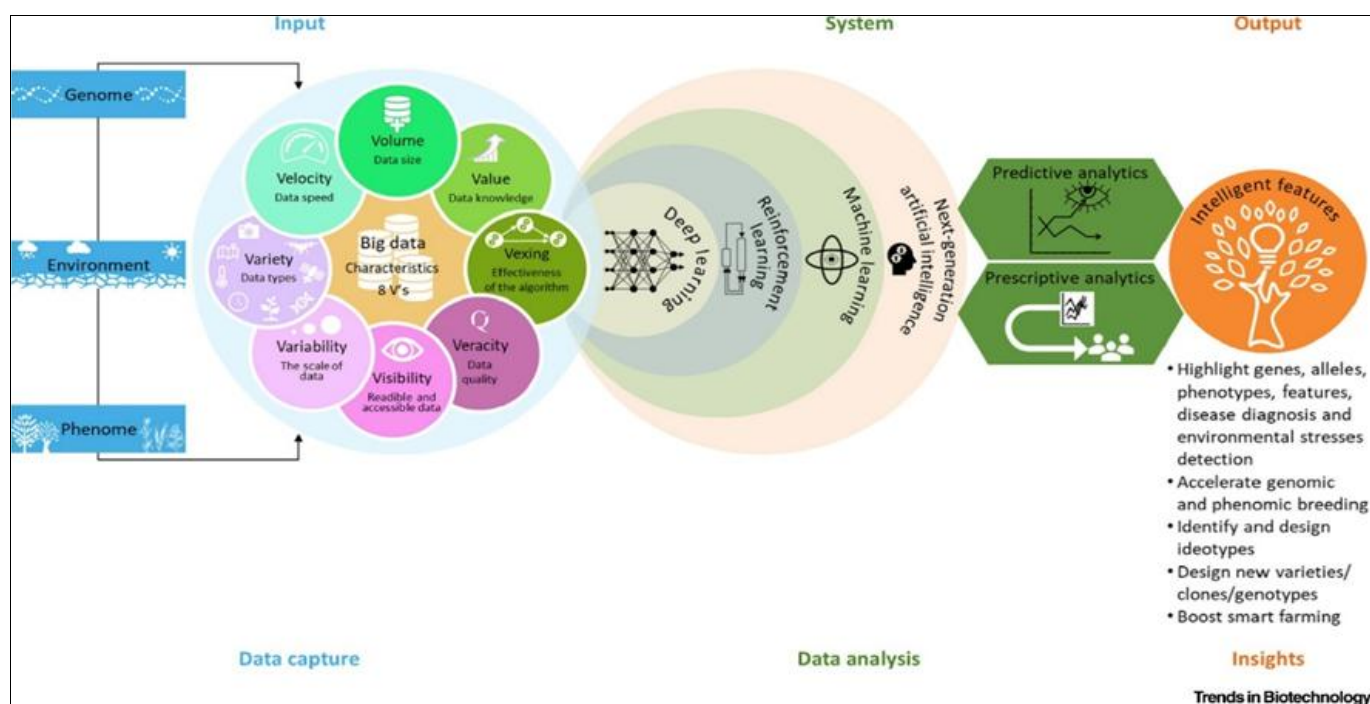 Input
System
Output
Genome
Environment
Phenome
Volume
Data size
Value
Data knowledge
Vexing
Effectiveness
of the algorithm
Veracity
Data
quality
Visibility
Readible and
accessible data
Variability
The scale of
data
Variety
Data types
Velocity
Data speed
Big data
Characteristics
8 V's
Q
Deep learning
Reinforcement
learning
Machine learning
Next-generation
artificial intelligence
Predictive analytics
Prescriptive analytics
Intelligent features
• Highlight genes, alleles,
phenotypes, features,
disease diagnosis and
environmental stresses
detection
• Accelerate genomic
and phenomic breeding
• Identify and design
ideotypes
• Design new varieties/
clones/genotypes
• Boost smart farming
Data capture
Data analysis
Insights
Trends in Biotechnology